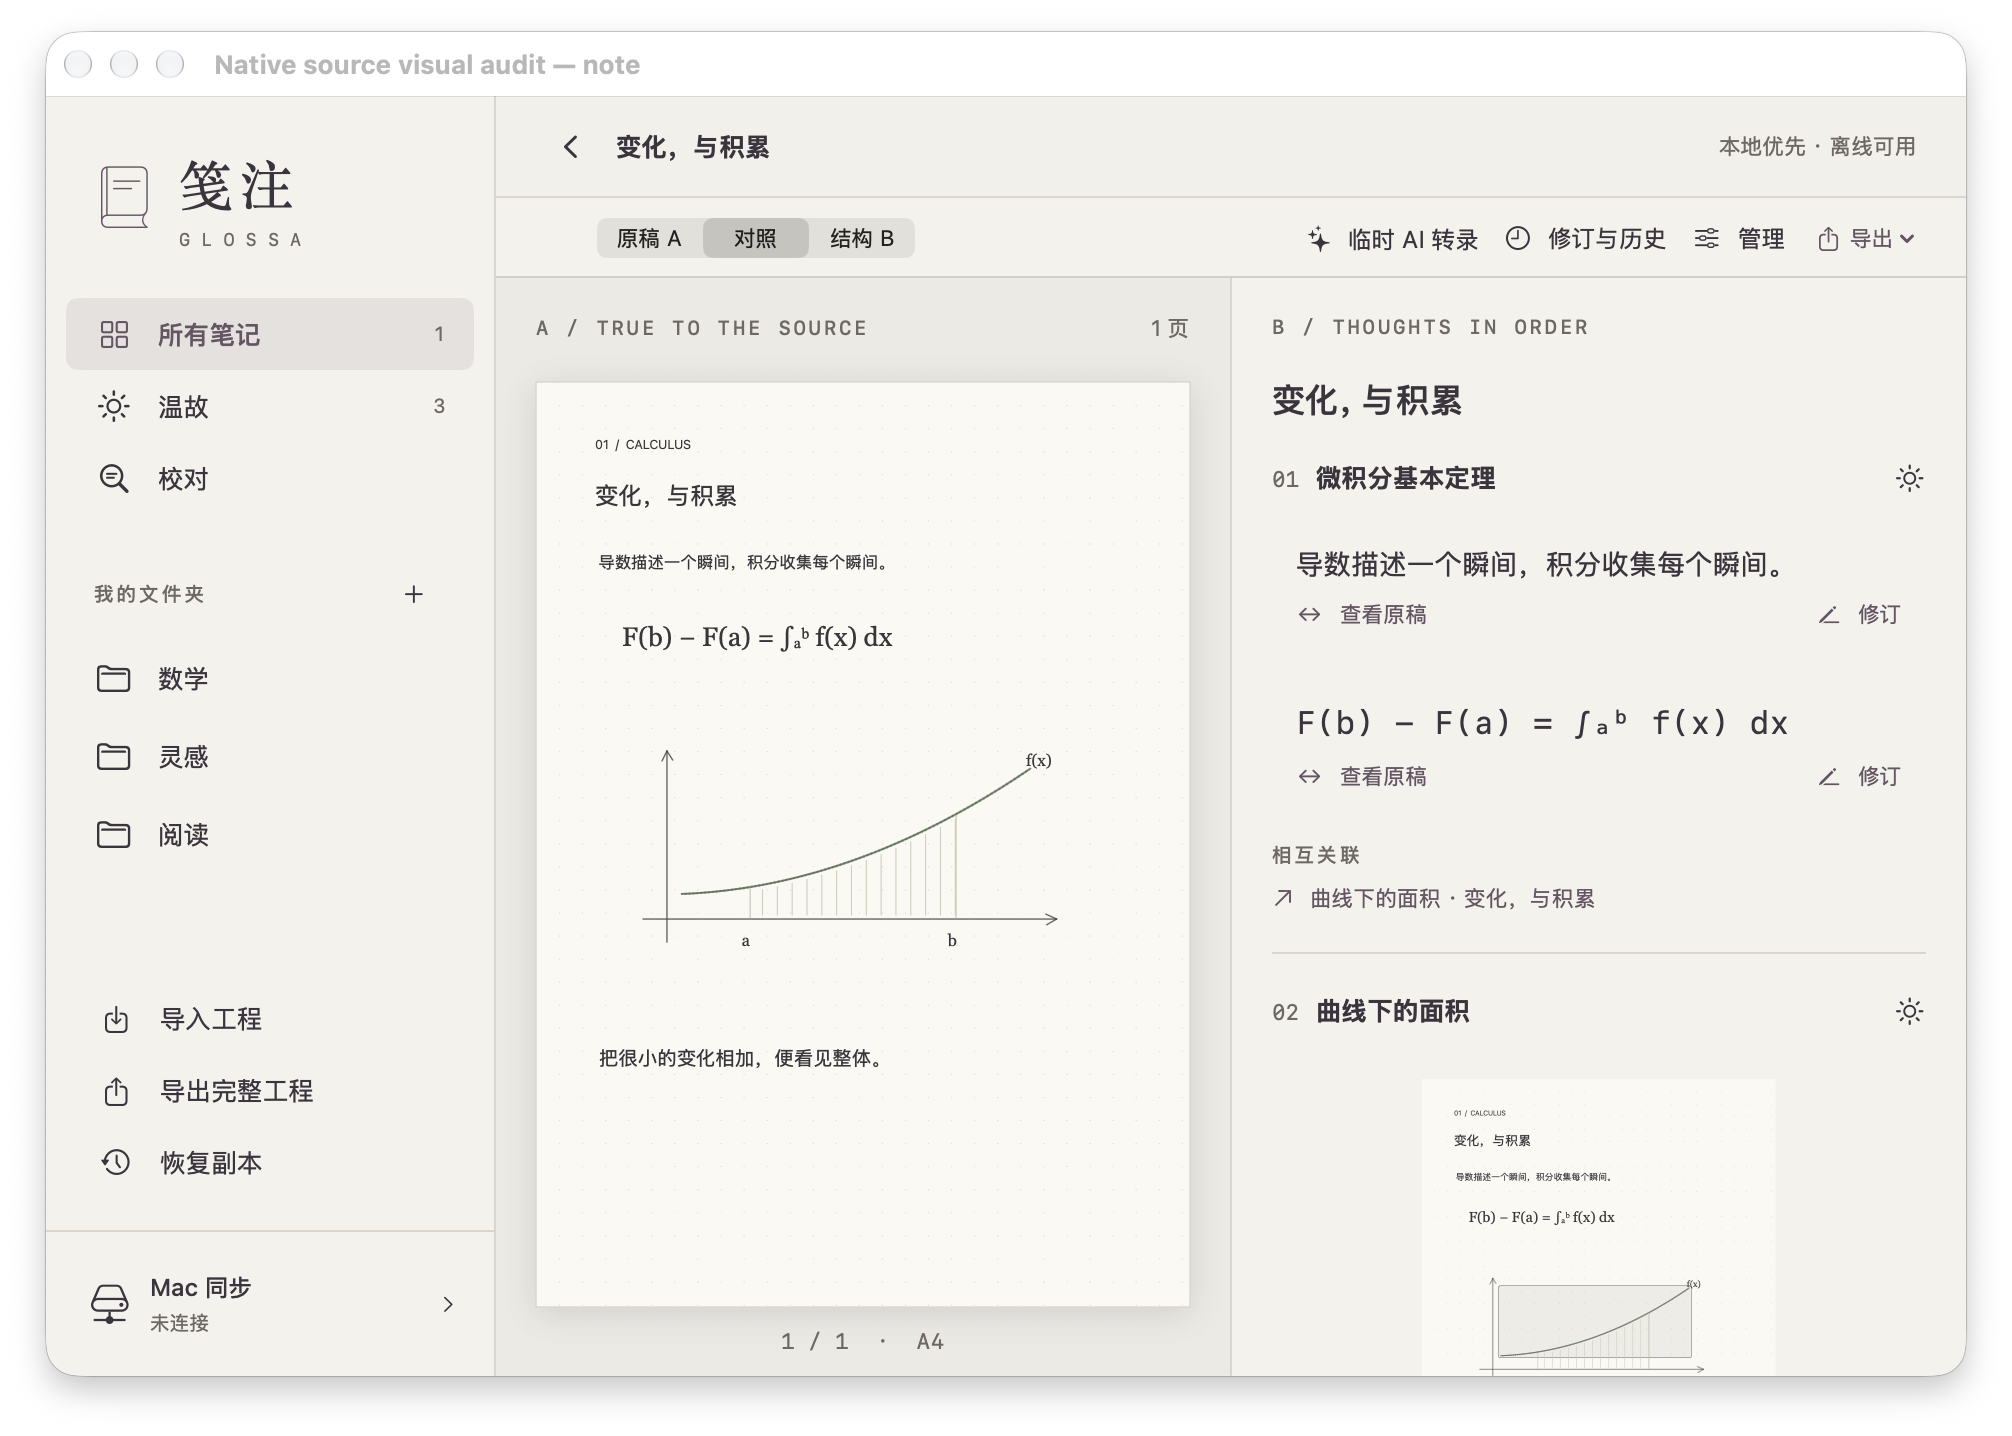 Native source visual audit — note
笺注
GLOSSA
所有笔记 1
温故 3
校对
我的文件夹 +
数学
灵感
阅读
导入工程
导出完整工程
恢复副本
Mac 同步
未连接
变化，与积累
本地优先 · 离线可用
原稿 A 对照 结构 B
临时 AI 转录 修订与历史 管理 导出
A / TRUE TO THE SOURCE 1 页
01 / CALCULUS
变化，与积累
导数描述一个瞬间，积分收集每个瞬间。
F(b) − F(a) = ∫ₐᵇ f(x) dx
f(x)
a b
把很小的变化相加，便看见整体。
1 / 1 · A4
B / THOUGHTS IN ORDER
变化，与积累
01 微积分基本定理
导数描述一个瞬间，积分收集每个瞬间。
查看原稿 修订
F(b) − F(a) = ∫ₐᵇ f(x) dx
查看原稿 修订
相互关联
曲线下的面积 · 变化，与积累
02 曲线下的面积
01 / CALCULUS
变化，与积累
导数描述一个瞬间，积分收集每个瞬间。
F(b) − F(a) = ∫ₐᵇ f(x) dx
f(x)